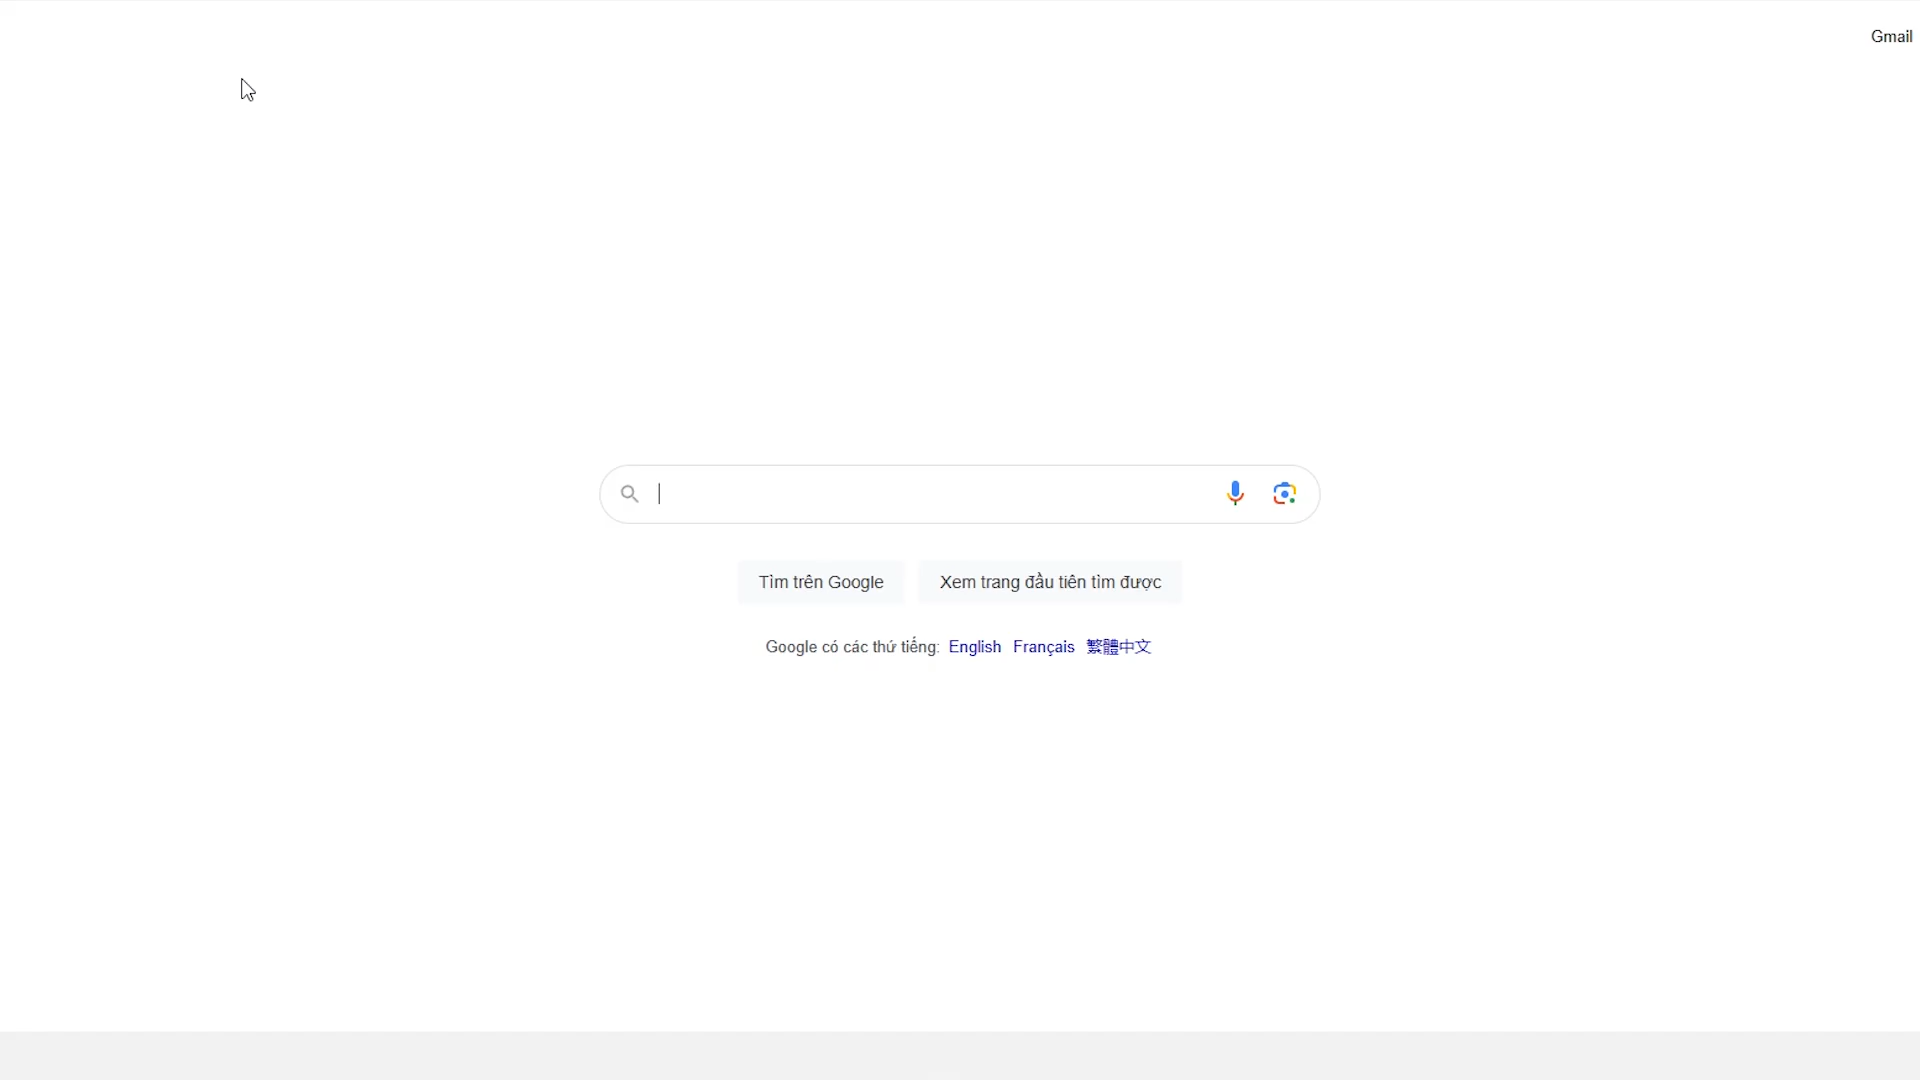 Gmail
Tìm trên Google
Xem trang đầu tiên tìm được
Google có các thứ tiếng: English Français 繁體中文